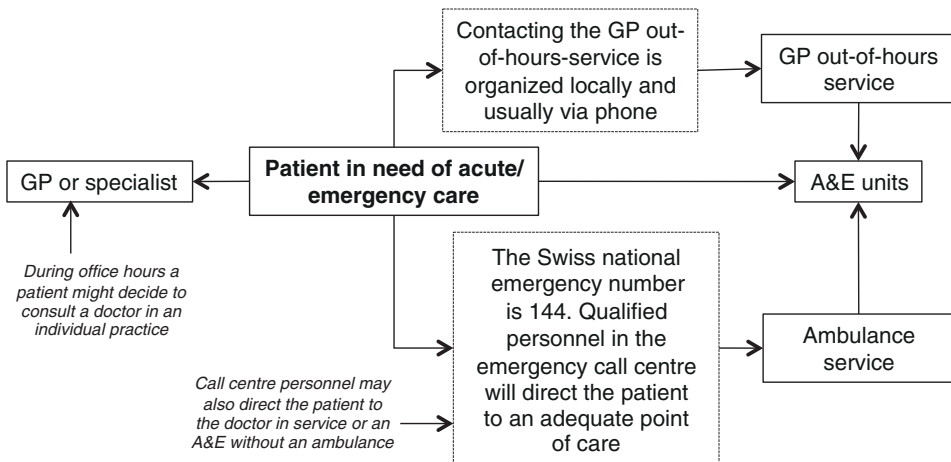 Contacting the GP out-
of-hours-service is
organized locally and
usually via phone
GP out-of-hours
service
GP or specialist
Patient in need of acute/
emergency care
A&E units
During office hours a
patient might decide to
consult a doctor in an
individual practice
The Swiss national
emergency number
is 144. Qualified
personnel in the
emergency call centre
will direct the patient
to an adequate point
of care
Ambulance
service
Call centre personnel may
also direct the patient to
the doctor in service or an
A&E without an ambulance